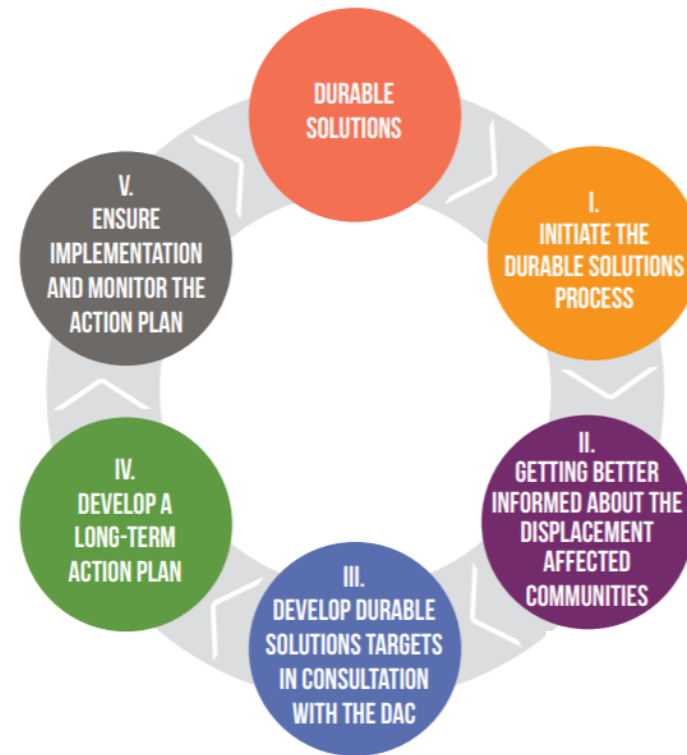 DURABLE
SOLUTIONS
I.
INITIATE THE
DURABLE SOLUTIONS
PROCESS
II.
GETTING BETTER
INFORMED ABOUT THE
DISPLACEMENT
AFFECTED
COMMUNITIES
III.
DEVELOP DURABLE
SOLUTIONS TARGETS
IN CONSULTATION
WITH THE DAC
IV.
DEVELOP A
LONG-TERM
ACTION PLAN
V.
ENSURE
IMPLEMENTATION
AND MONITOR THE
ACTION PLAN